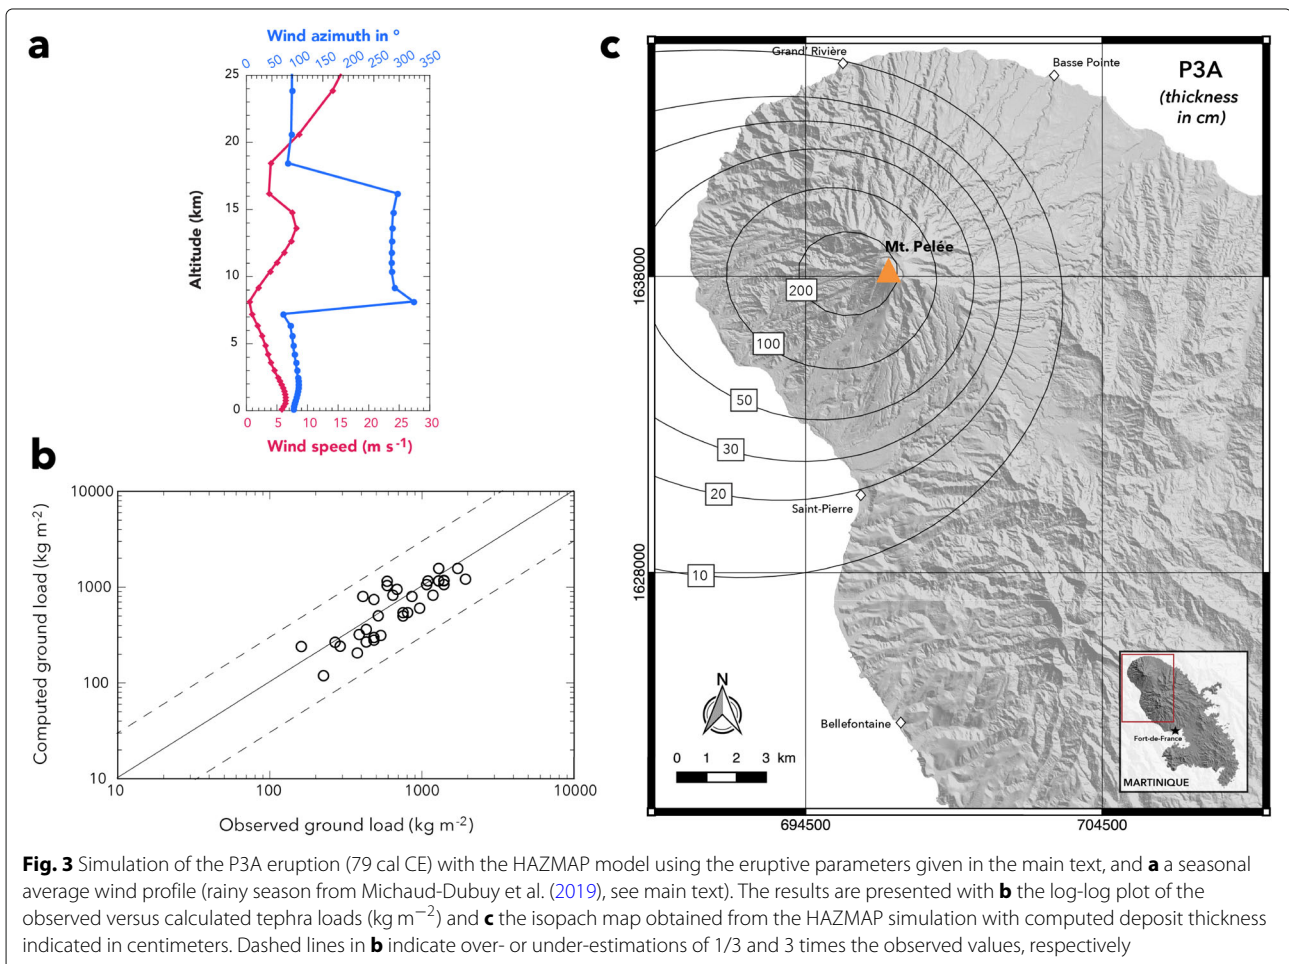 a
Wind azimuth in °
0 50 100 150 200 250 300 350
25
20
15
10
5
0
Altitude (km)
0 5 10 15 20 25 30
Wind speed (m s-1)
b
10000
1000
100
10
Computed ground load (kg m-2)
10 100 1000 10000
Observed ground load (kg m-2)
c
Grand' Rivière
Basse Pointe
P3A
(thickness
in cm)
Mt. Pelée
1638000
200
100
50
30
20
Saint-Pierre
10
1628000
N
Bellefontaine
0 1 2 3 km
Fort-de-France
MARTINIQUE
694500 704500
Fig. 3 Simulation of the P3A eruption (79 cal CE) with the HAZMAP model using the eruptive parameters given in the main text, and a a seasonal
average wind profile (rainy season from Michaud-Dubuy et al. (2019), see main text). The results are presented with b the log-log plot of the
observed versus calculated tephra loads (kg m−2) and c the isopach map obtained from the HAZMAP simulation with computed deposit thickness
indicated in centimeters. Dashed lines in b indicate over- or under-estimations of 1/3 and 3 times the observed values, respectively